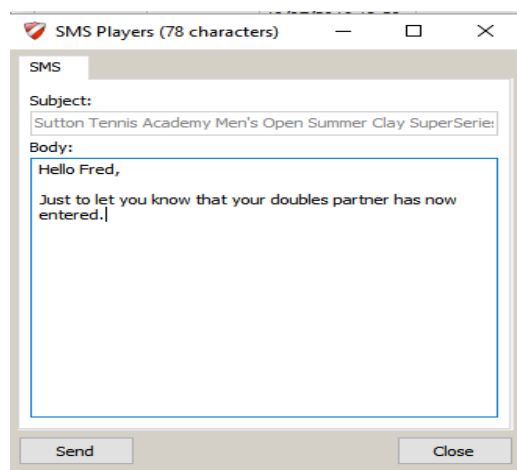 SMS Players (78 characters)
SMS
Subject:
Sutton Tennis Academy Men's Open Summer Clay SuperSerie
Body:
Hello Fred,
Just to let you know that your doubles partner has now
entered.
Send
Close